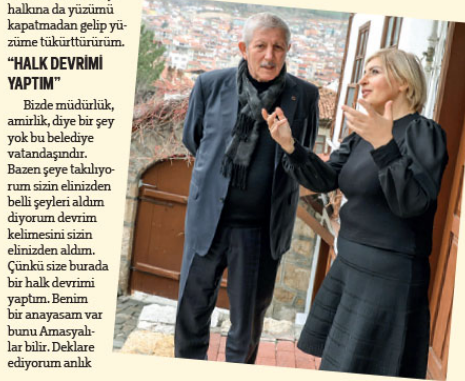 halkına da yüzümü
kapatmadan gelip yü-
züme tükürttürürüm.
“HALK DEVRİMİ
YAPTIM”
Bizde müdürlük,
amirlik, diye bir şey
yok bu belediye
vatandaşındır.
Bazen şeye takılıyo-
rum sizin elinizden
belli şeyleri aldım
diyorum devrim
kelimesini sizin
elinizden aldım.
Çünkü size burada
bir halk devrimi
yaptım. Benim
bir anayasam var
bunu Amasyalı-
lar bilir. Deklare
ediyorum anlık